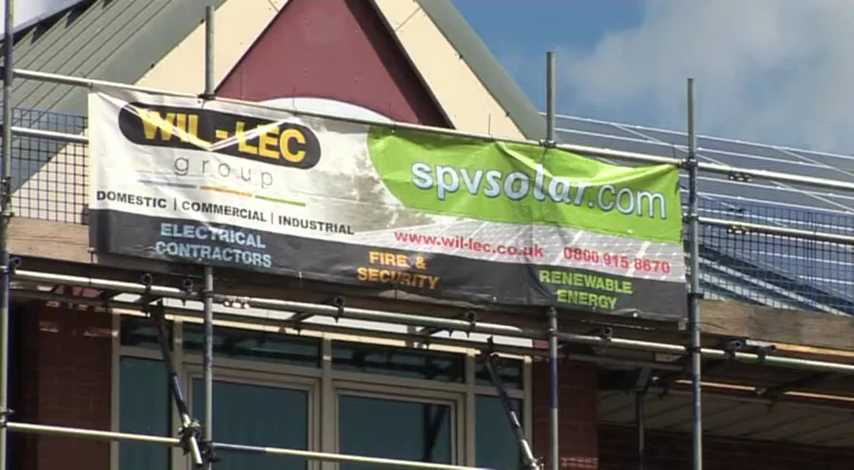 WIL-LEC
group
DOMESTIC | COMMERCIAL | INDUSTRIAL
ELECTRICAL
CONTRACTORS
spvsolar.com
www.wil-lec.co.uk 0800 915 8670
FIRE &
SECURITY
RENEWABLE
ENERGY